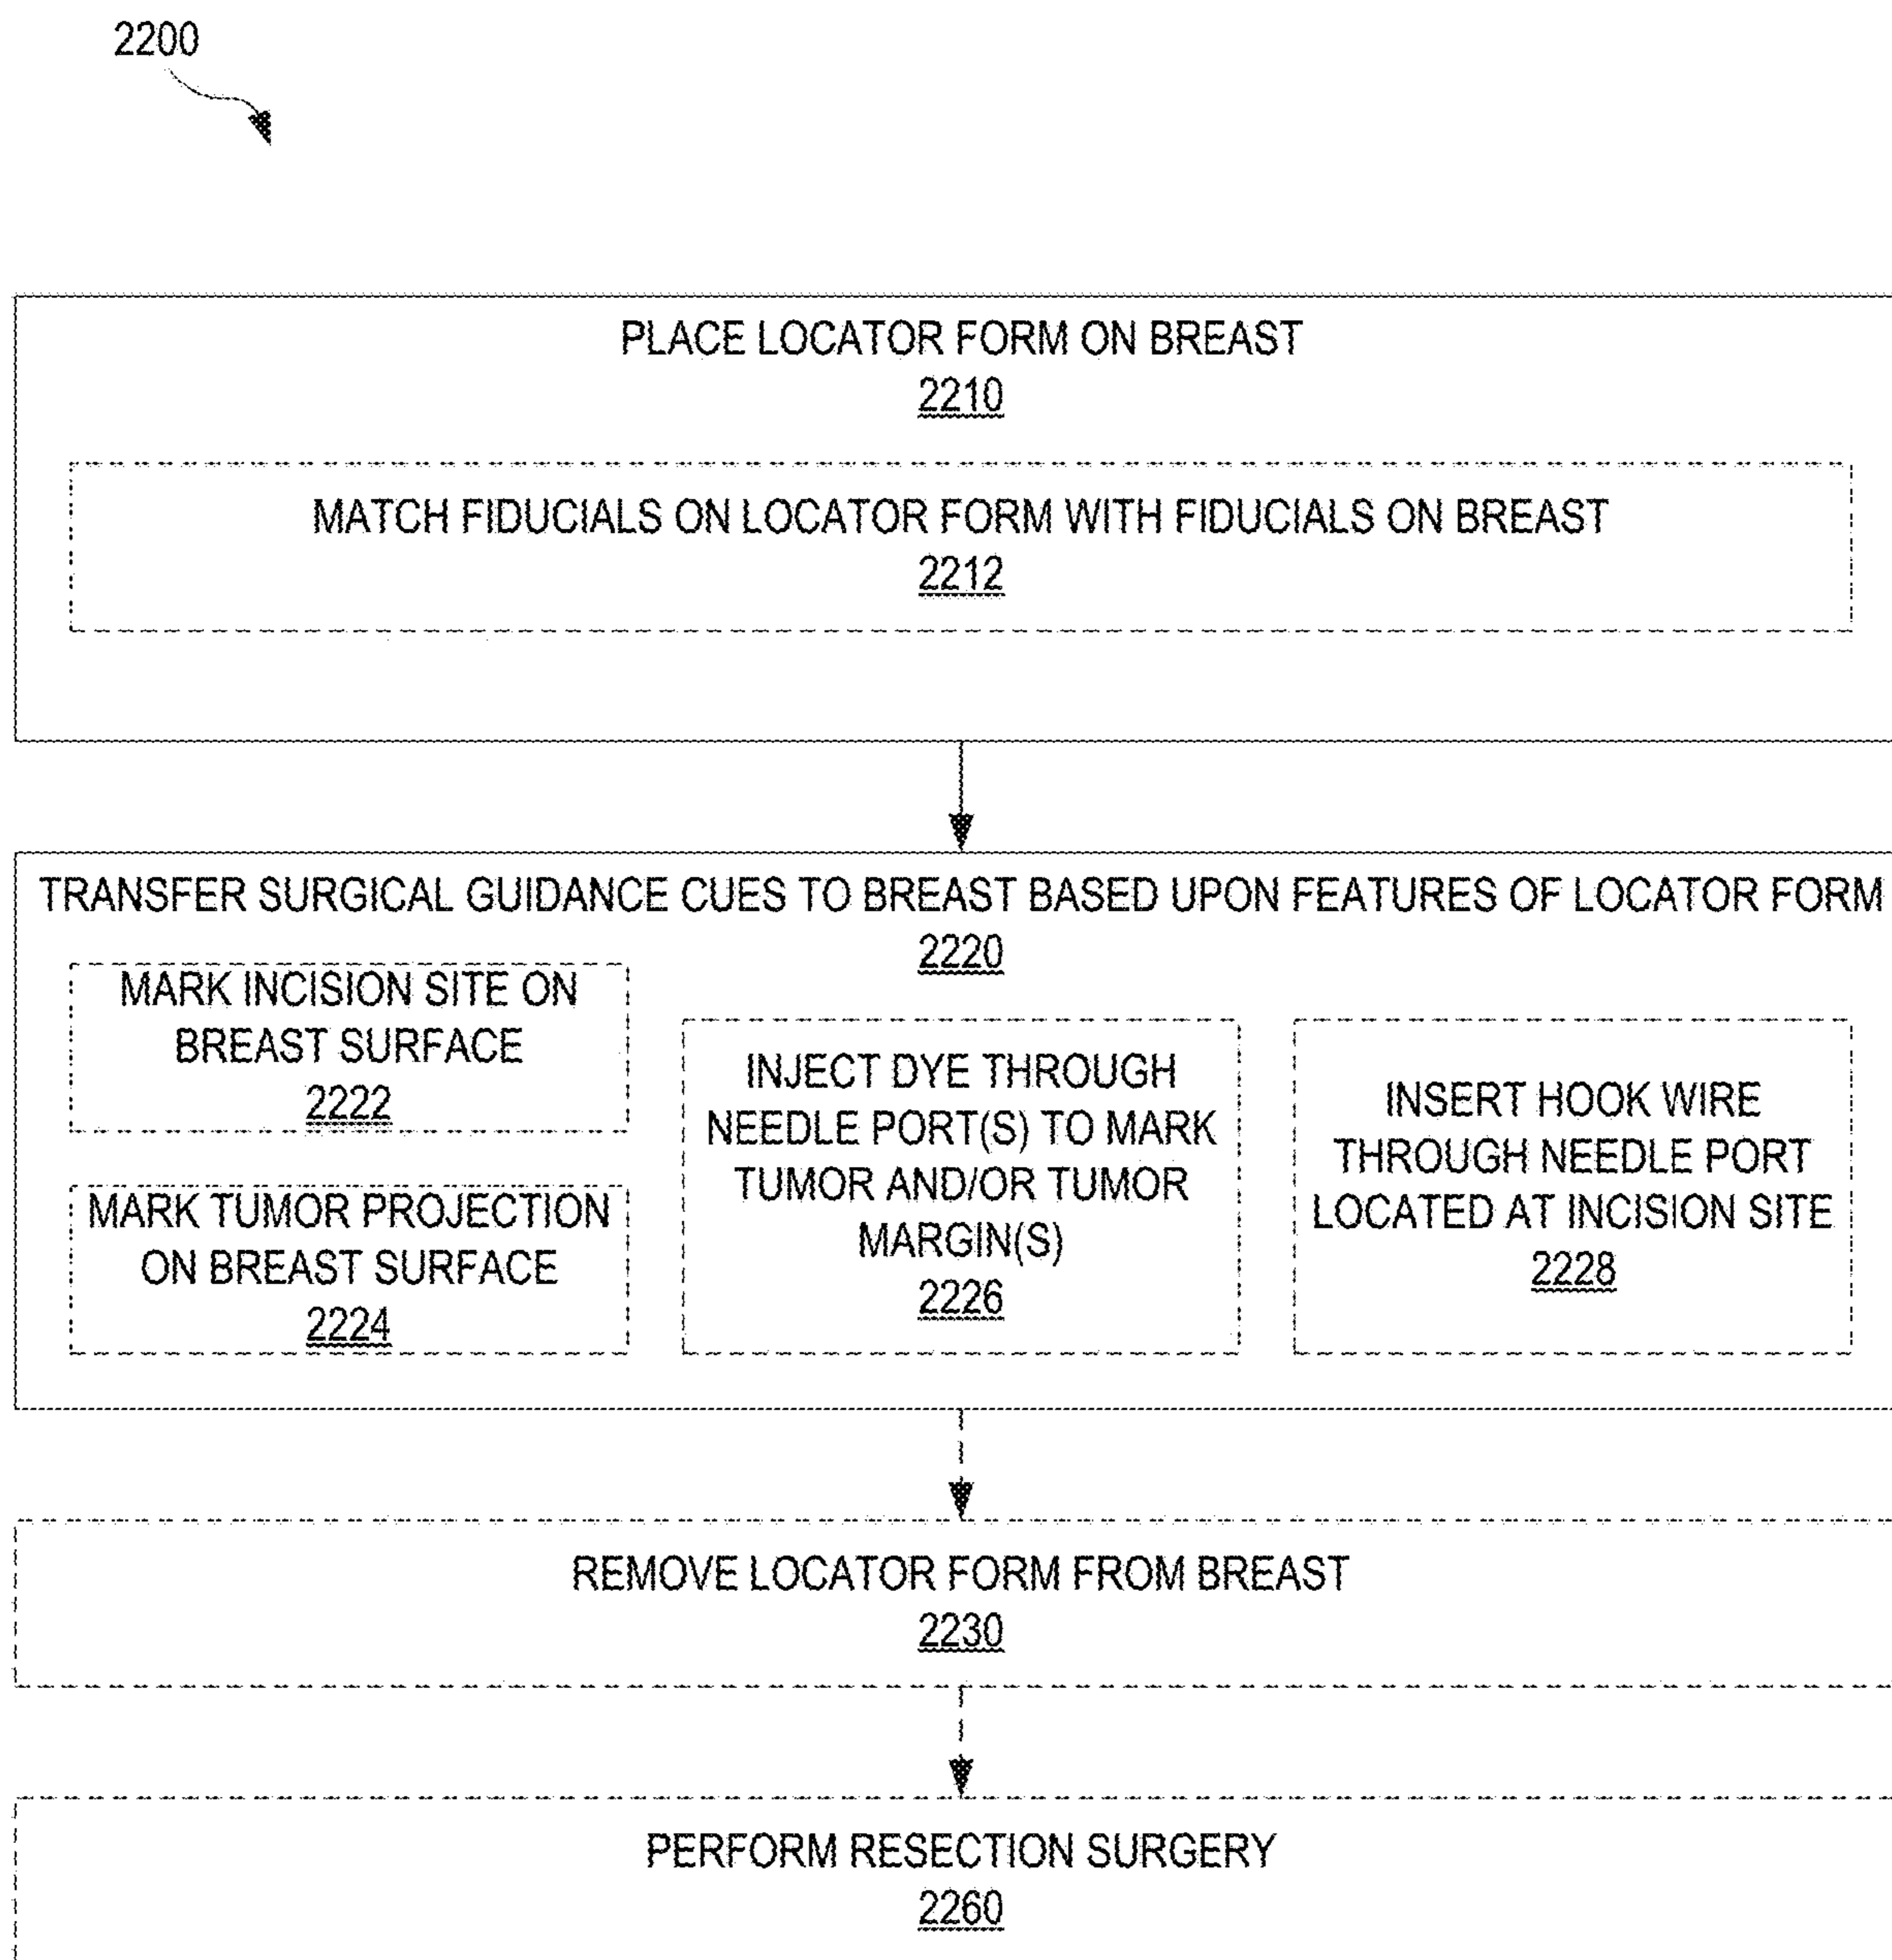 2200
PLACE LOCATOR FORM ON BREAST
2210
MATCH FIDUCIALS ON LOCATOR FORM WITH FIDUCIALS ON BREAST
2212
TRANSFER SURGICAL GUIDANCE CUES TO BREAST BASED UPON FEATURES OF LOCATOR FORM
2220
MARK INCISION SITE ON
BREAST SURFACE
2222
MARK TUMOR PROJECTION
ON BREAST SURFACE
2224
INJECT DYE THROUGH
NEEDLE PORT(S) TO MARK
TUMOR AND/OR TUMOR
MARGIN(S)
2226
INSERT HOOK WIRE
THROUGH NEEDLE PORT
LOCATED AT INCISION SITE
2228
REMOVE LOCATOR FORM FROM BREAST
2230
PERFORM RESECTION SURGERY
2260